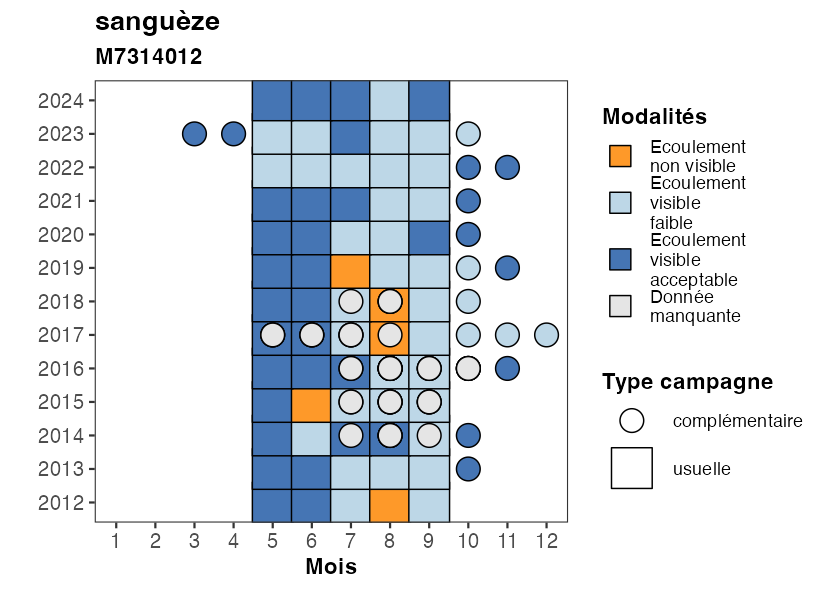 sanguèze
M7314012
2024
2023
2022
2021
2020
2019
2018
2017
2016
2015
2014
2013
2012
1 2 3 4 5 6 7 8 9 10 11 12
Mois
Modalités
Ecoulement
non visible
Ecoulement
visible
faible
Ecoulement
visible
acceptable
Donnée
manquante
Type campagne
complémentaire
usuelle